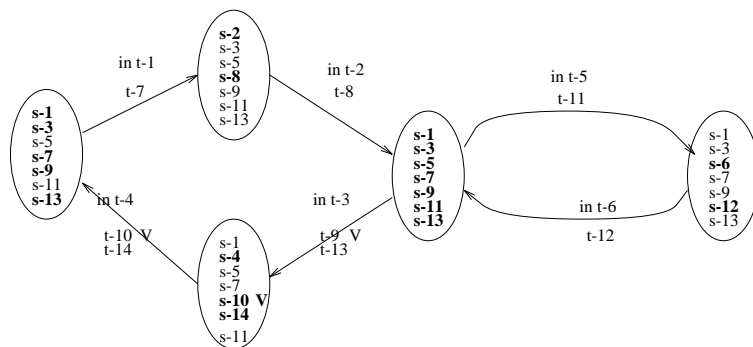 s-1
s-3
s-5
s-7
s-9
s-11
s-13
in t-1
t-7
s-2
s-3
s-5
s-8
s-9
s-11
s-13
in t-2
t-8
s-1
s-3
s-5
s-7
s-9
s-11
s-13
in t-5
t-11
s-1
s-3
s-6
s-7
s-9
s-12
s-13
in t-6
t-12
in t-3
t-9 V
t-13
s-1
s-4
s-5
s-7
s-10 V
s-14
s-11
in t-4
t-10 V
t-14